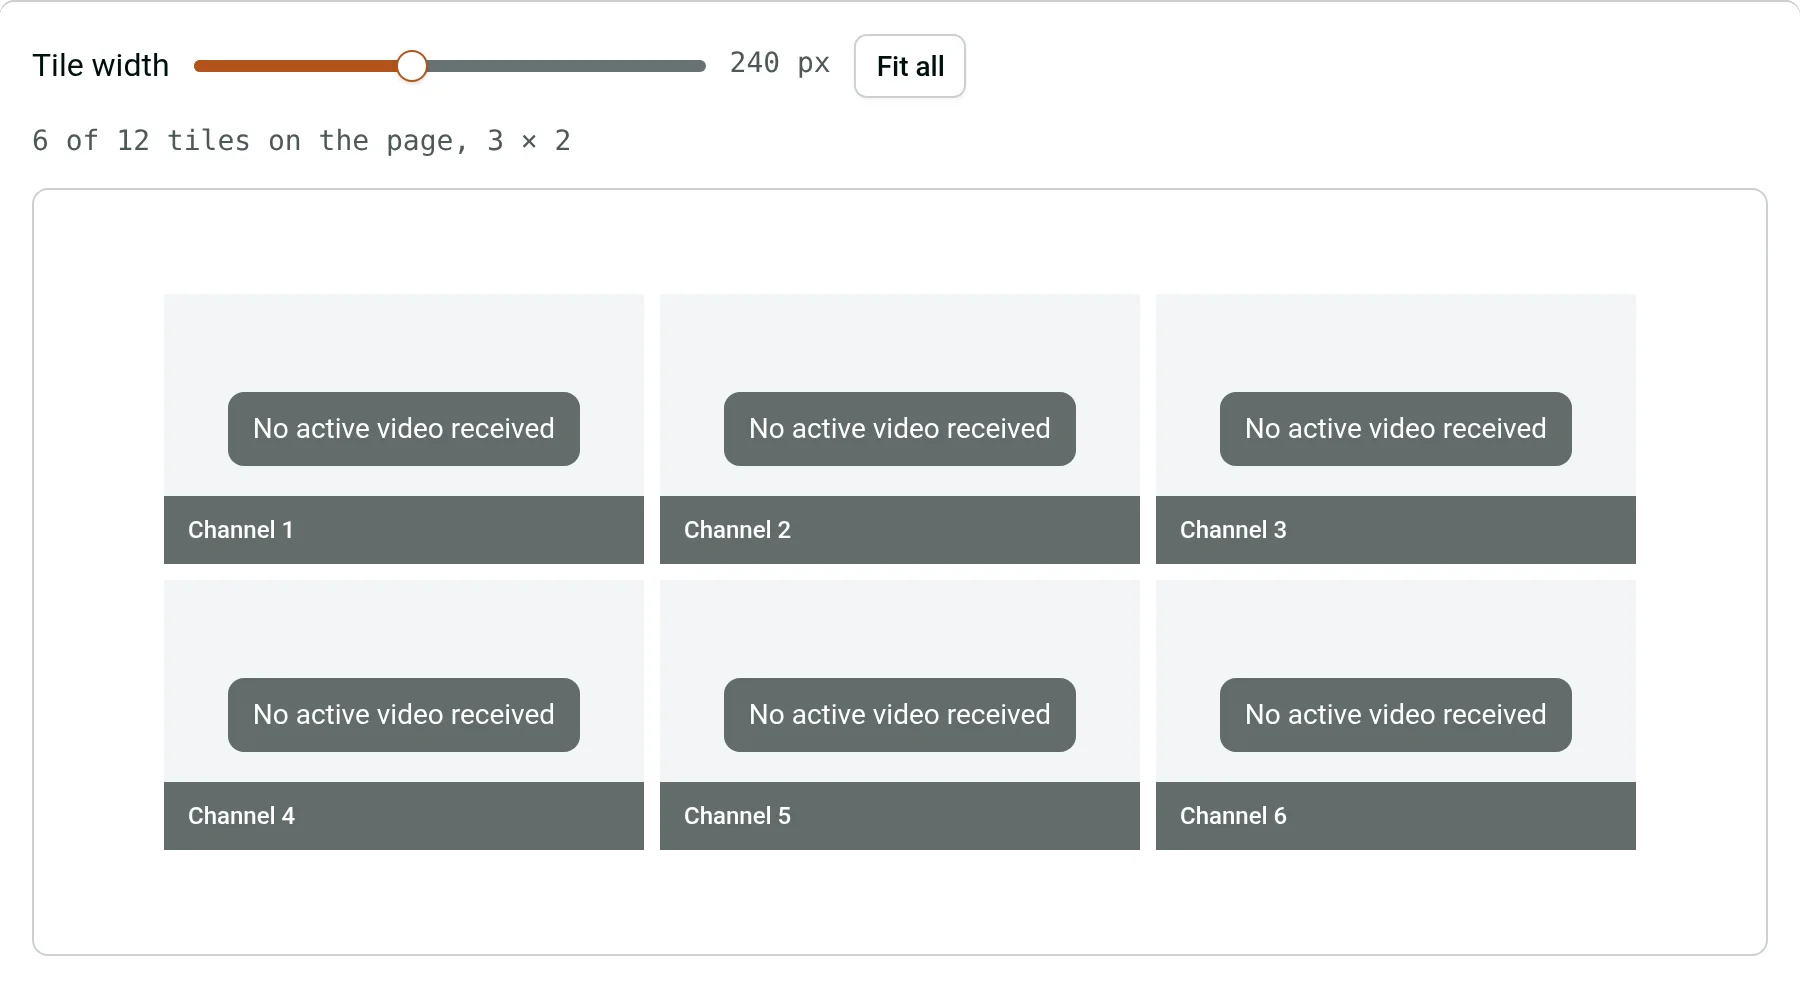 Tile width 240 px Fit all
6 of 12 tiles on the page, 3 × 2
No active video received No active video received No active video received
Channel 1 Channel 2 Channel 3
No active video received No active video received No active video received
Channel 4 Channel 5 Channel 6